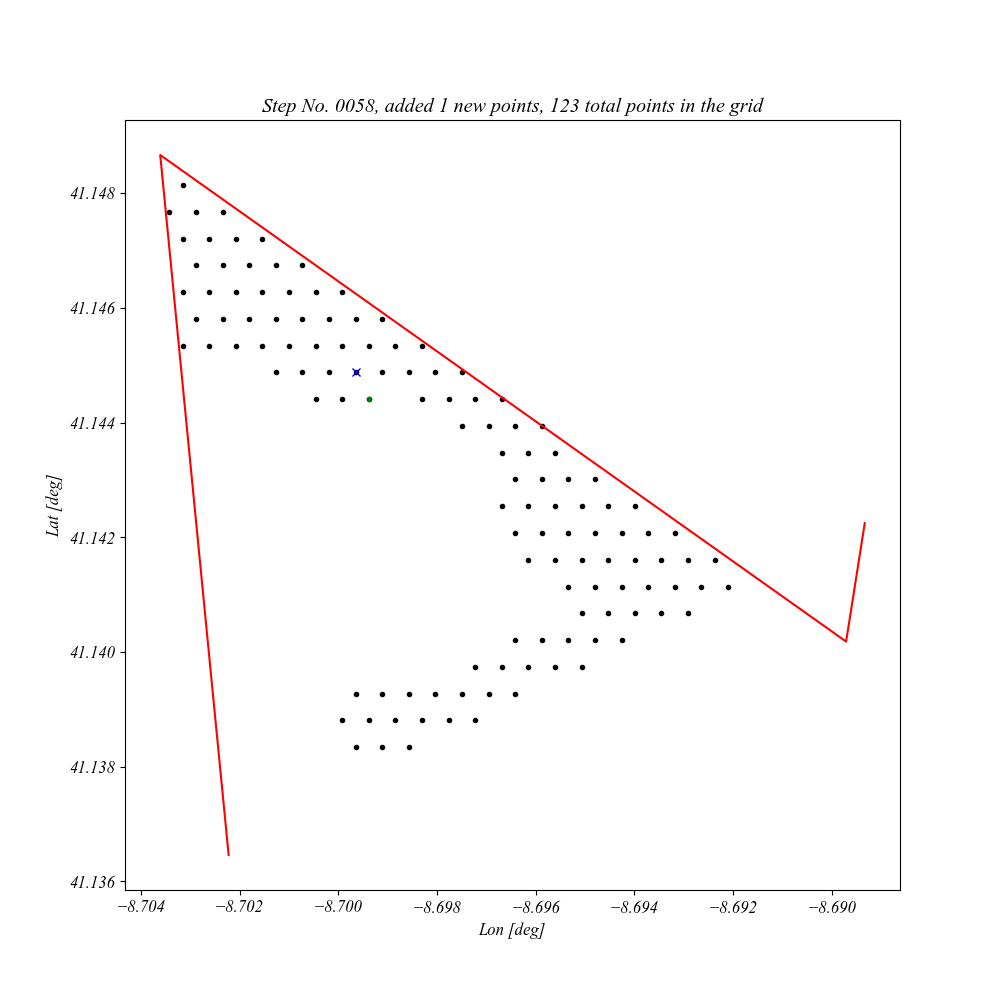 Step No. 0058, added 1 new points, 123 total points in the grid
41.148
41.146
41.144
41.142
41.140
41.138
41.136
Lat [deg]
−8.704 −8.702 −8.700 −8.698 −8.696 −8.694 −8.692 −8.690
Lon [deg]